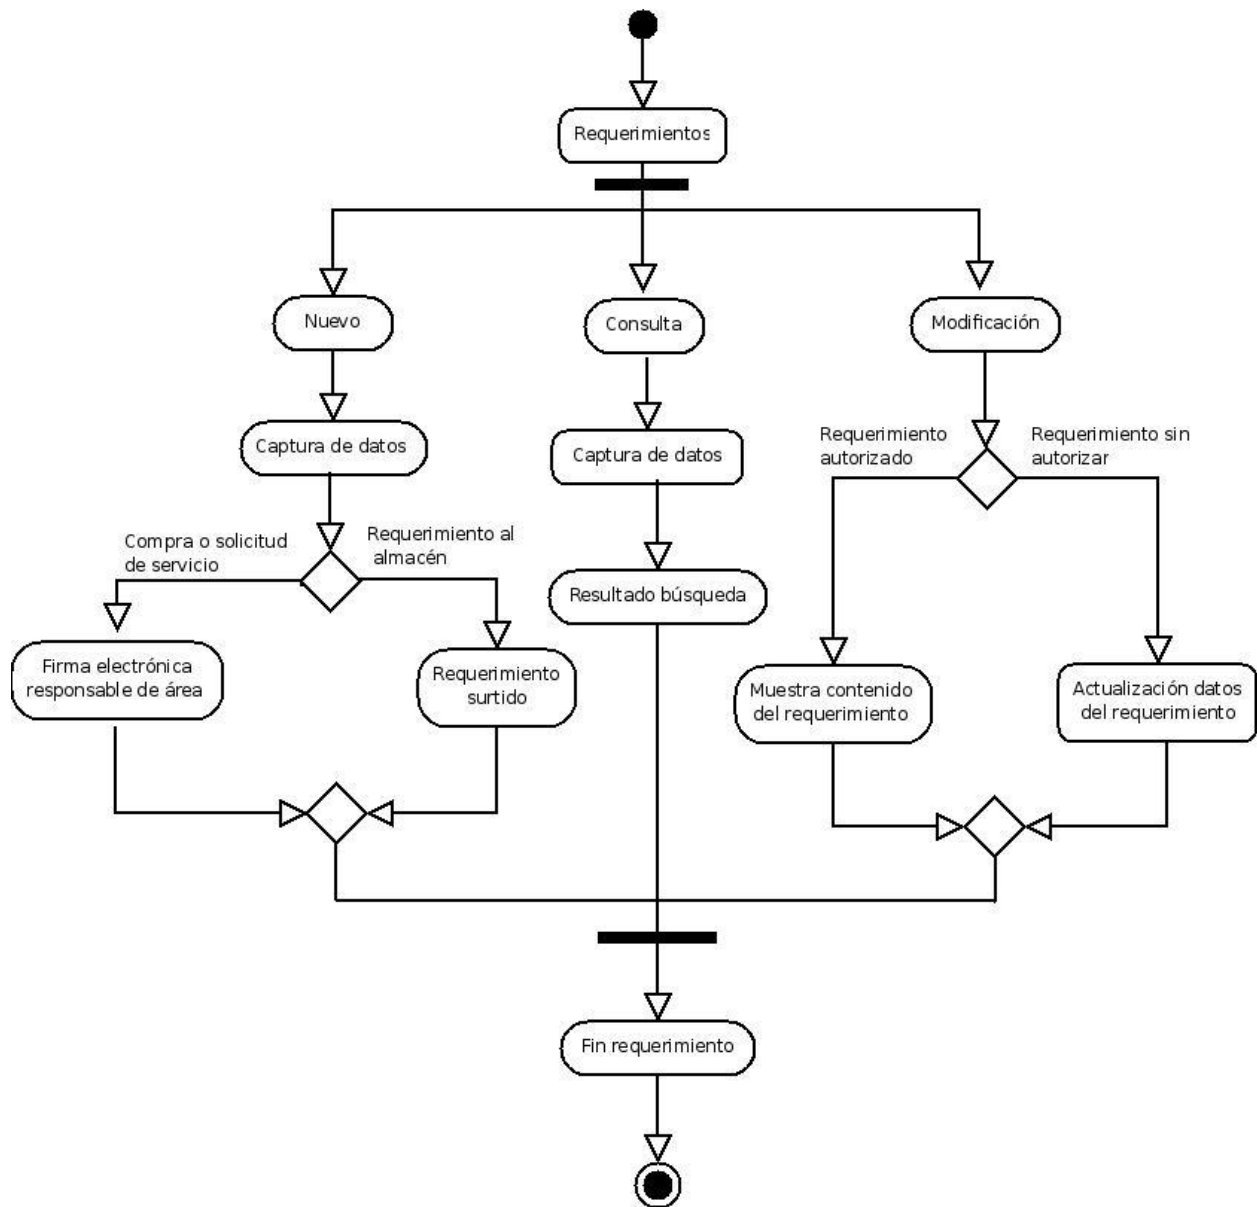 Requerimientos
Nuevo
Consulta
Modificación
Captura de datos
Captura de datos
Requerimiento
autorizado
Requerimiento sin
autorizar
Compra o solicitud
de servicio
Requerimiento al
almacén
Resultado búsqueda
Firma electrónica
responsable de área
Requerimiento
surtido
Muestra contenido
del requerimiento
Actualización datos
del requerimiento
Fin requerimiento